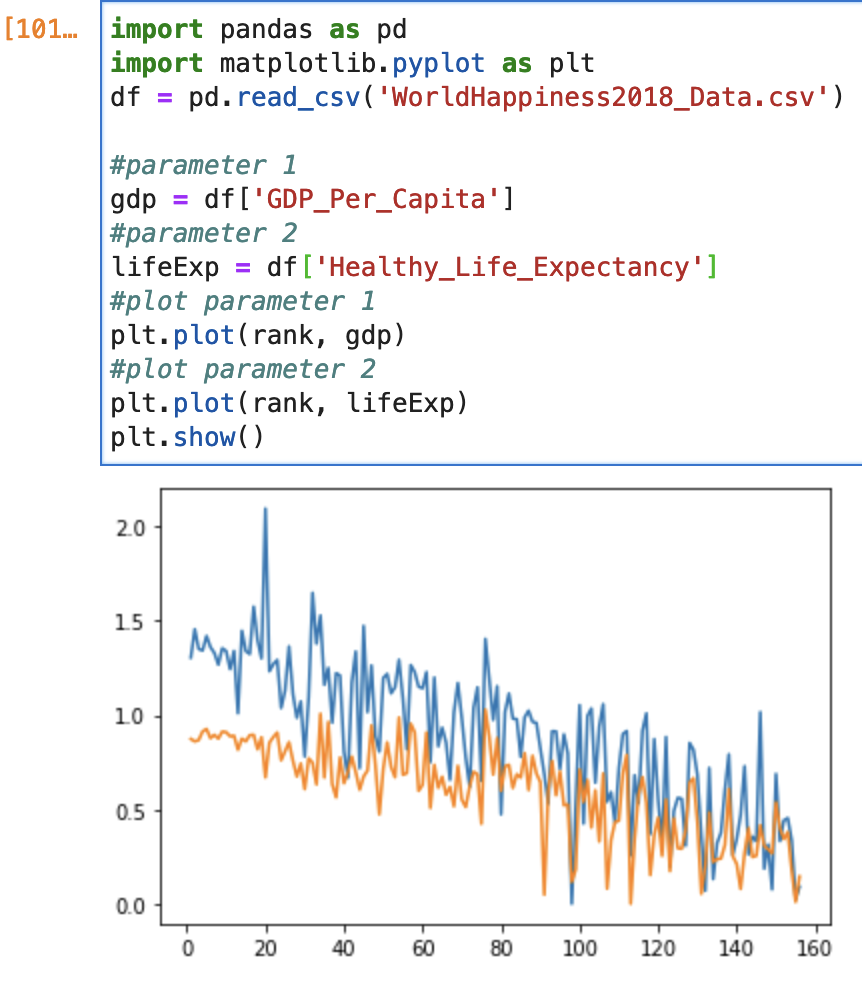 [101…
import pandas as pd
import matplotlib.pyplot as plt
df = pd.read_csv('WorldHappiness2018_Data.csv')
#parameter 1
gdp = df['GDP_Per_Capita']
#parameter 2
lifeExp = df['Healthy_Life_Expectancy']
#plot parameter 1
plt.plot(rank, gdp)
#plot parameter 2
plt.plot(rank, lifeExp)
plt.show()
2.0
1.5
1.0
0.5
0.0
0 20 40 60 80 100 120 140 160